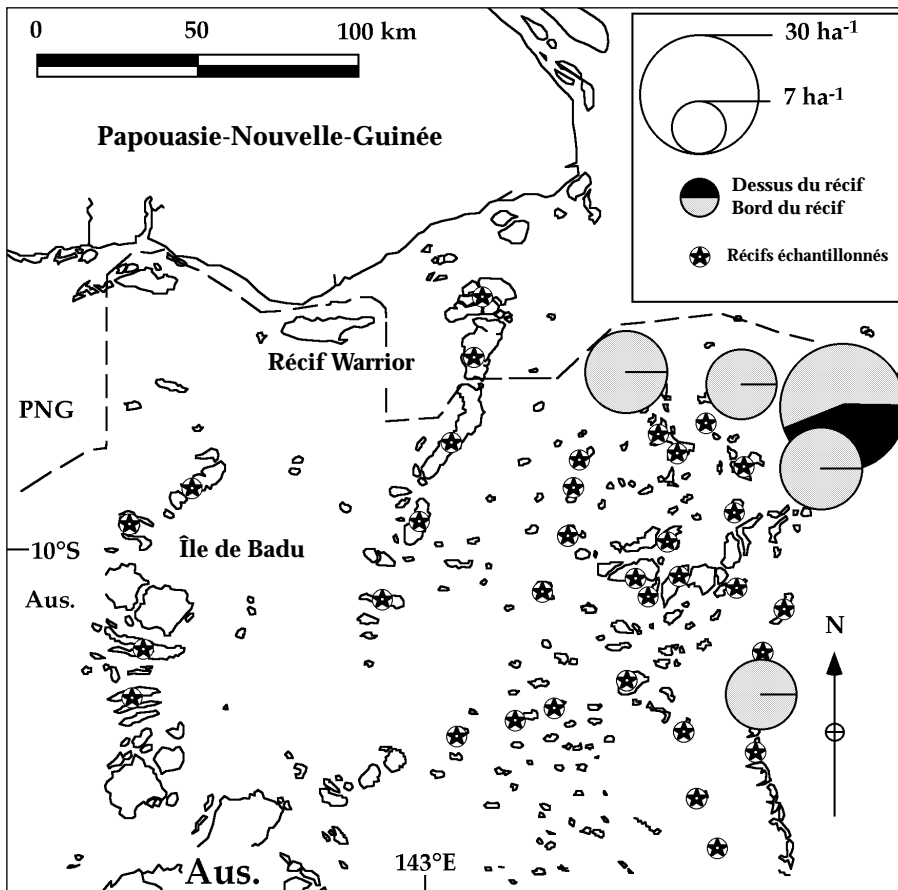 0 50 100 km
30 ha-1
7 ha-1
Papouasie-Nouvelle-Guinée
Dessus du récif
Bord du récif
Récifs échantillonnés
Récif Warrior
PNG
10°S
Île de Badu
Aus.
N
143°E
Aus.